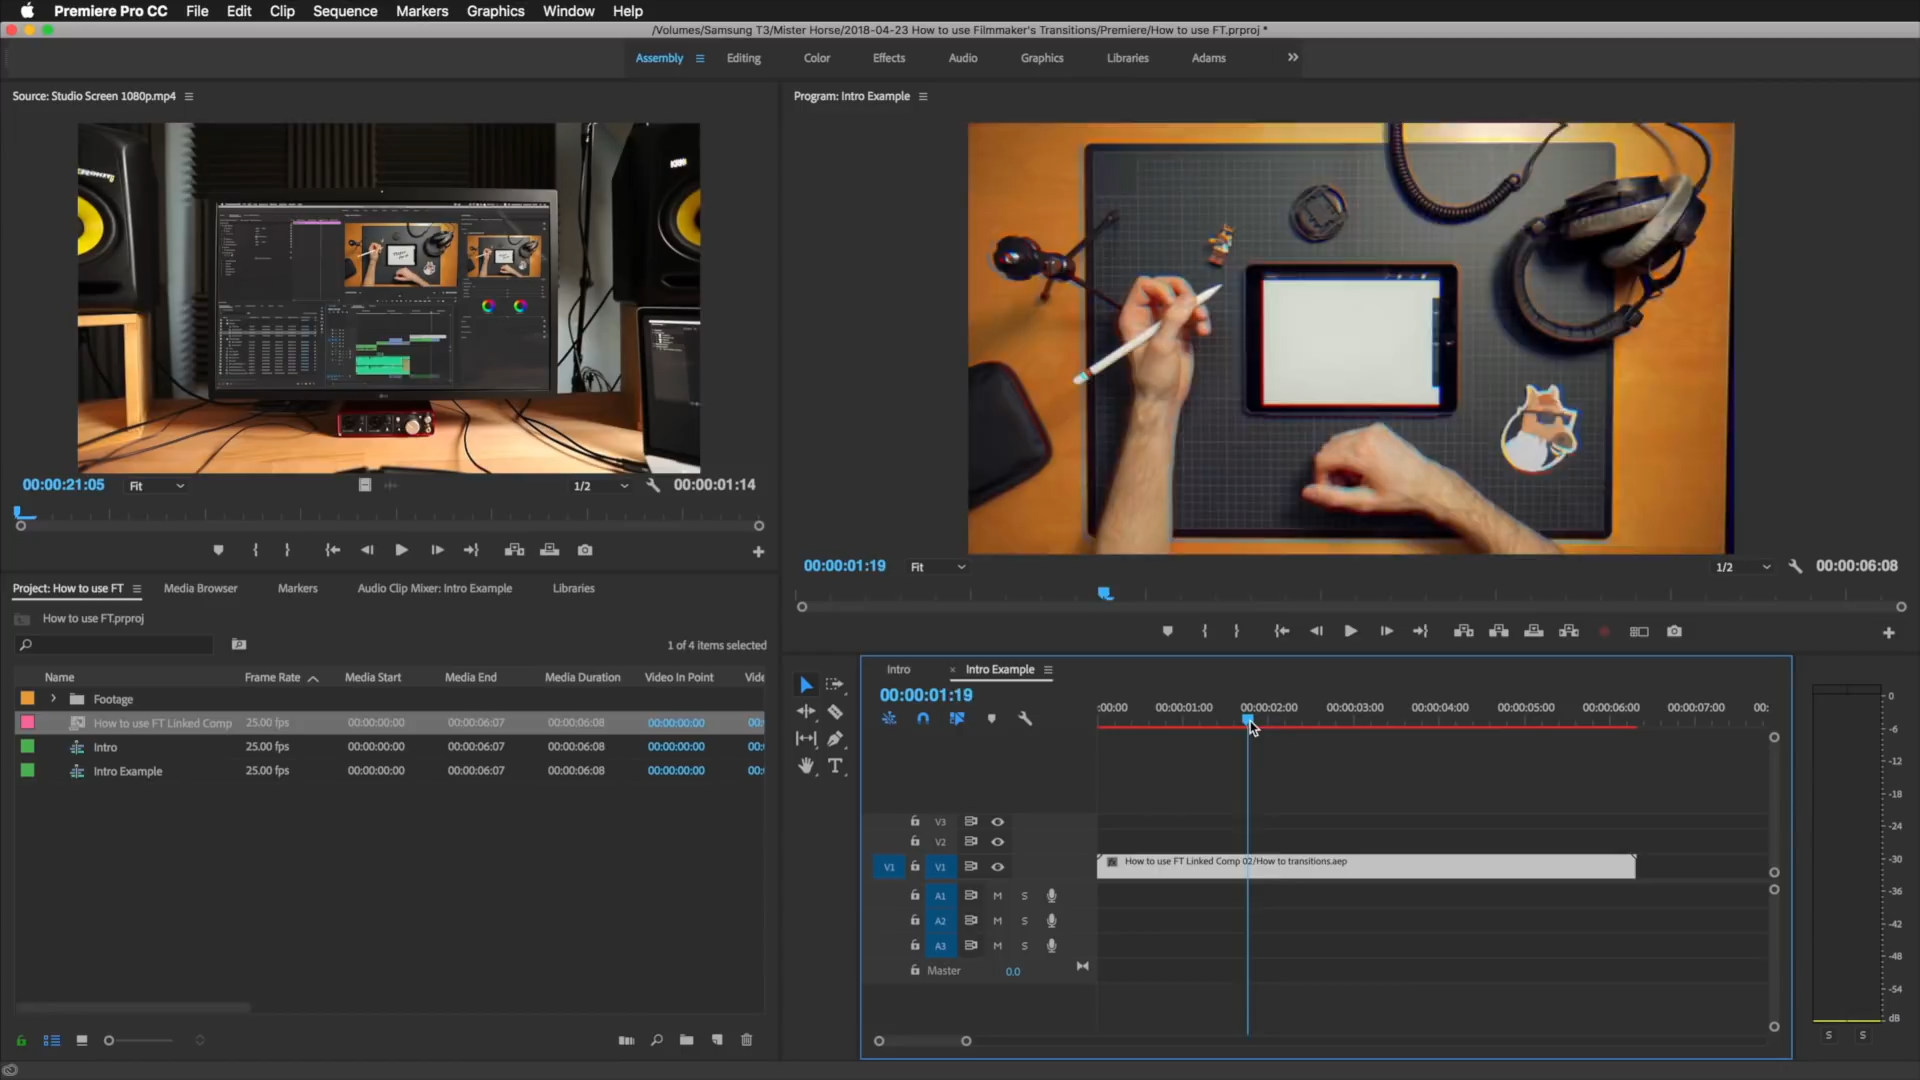 Premiere Pro CC File Edit Clip Sequence Markers Graphics Window Help
/Volumes/Samsung T3/Mister Horse/2018-04-23 How to use Filmmaker's Transitions/Premiere/How to use FT.prproj *
Assembly Editing Color Effects Audio Graphics Libraries Adams
Source: Studio Screen 1080p.mp4
Program: Intro Example
00:00:21:05 Fit 1/2 00:00:01:14
00:00:01:19 Fit 1/2 00:00:06:08
Project: How to use FT Media Browser Markers Audio Clip Mixer: Intro Example Libraries
How to use FT.prproj
1 of 4 items selected
Name Frame Rate Media Start Media End Media Duration Video In Point Vide
Footage
How to use FT Linked Comp 25.00 fps 00:00:00:00 00:00:06:07 00:00:06:08 00:00:00:00 00:
Intro 25.00 fps 00:00:00:00 00:00:06:07 00:00:06:08 00:00:00:00 00:
Intro Example 25.00 fps 00:00:00:00 00:00:06:07 00:00:06:08 00:00:00:00 00:
Intro × Intro Example
00:00:01:19
:00:00 00:00:01:00 00:00:02:00 00:00:03:00 00:00:04:00 00:00:05:00 00:00:06:00 00:00:07:00 00:
V3
V2
V1 V1 How to use FT Linked Comp 02/How to transitions.aep
A1 M S
A2 M S
A3 M S
Master 0.0
0
-6
-12
-18
-24
-30
-36
-42
-48
-54
dB
S S